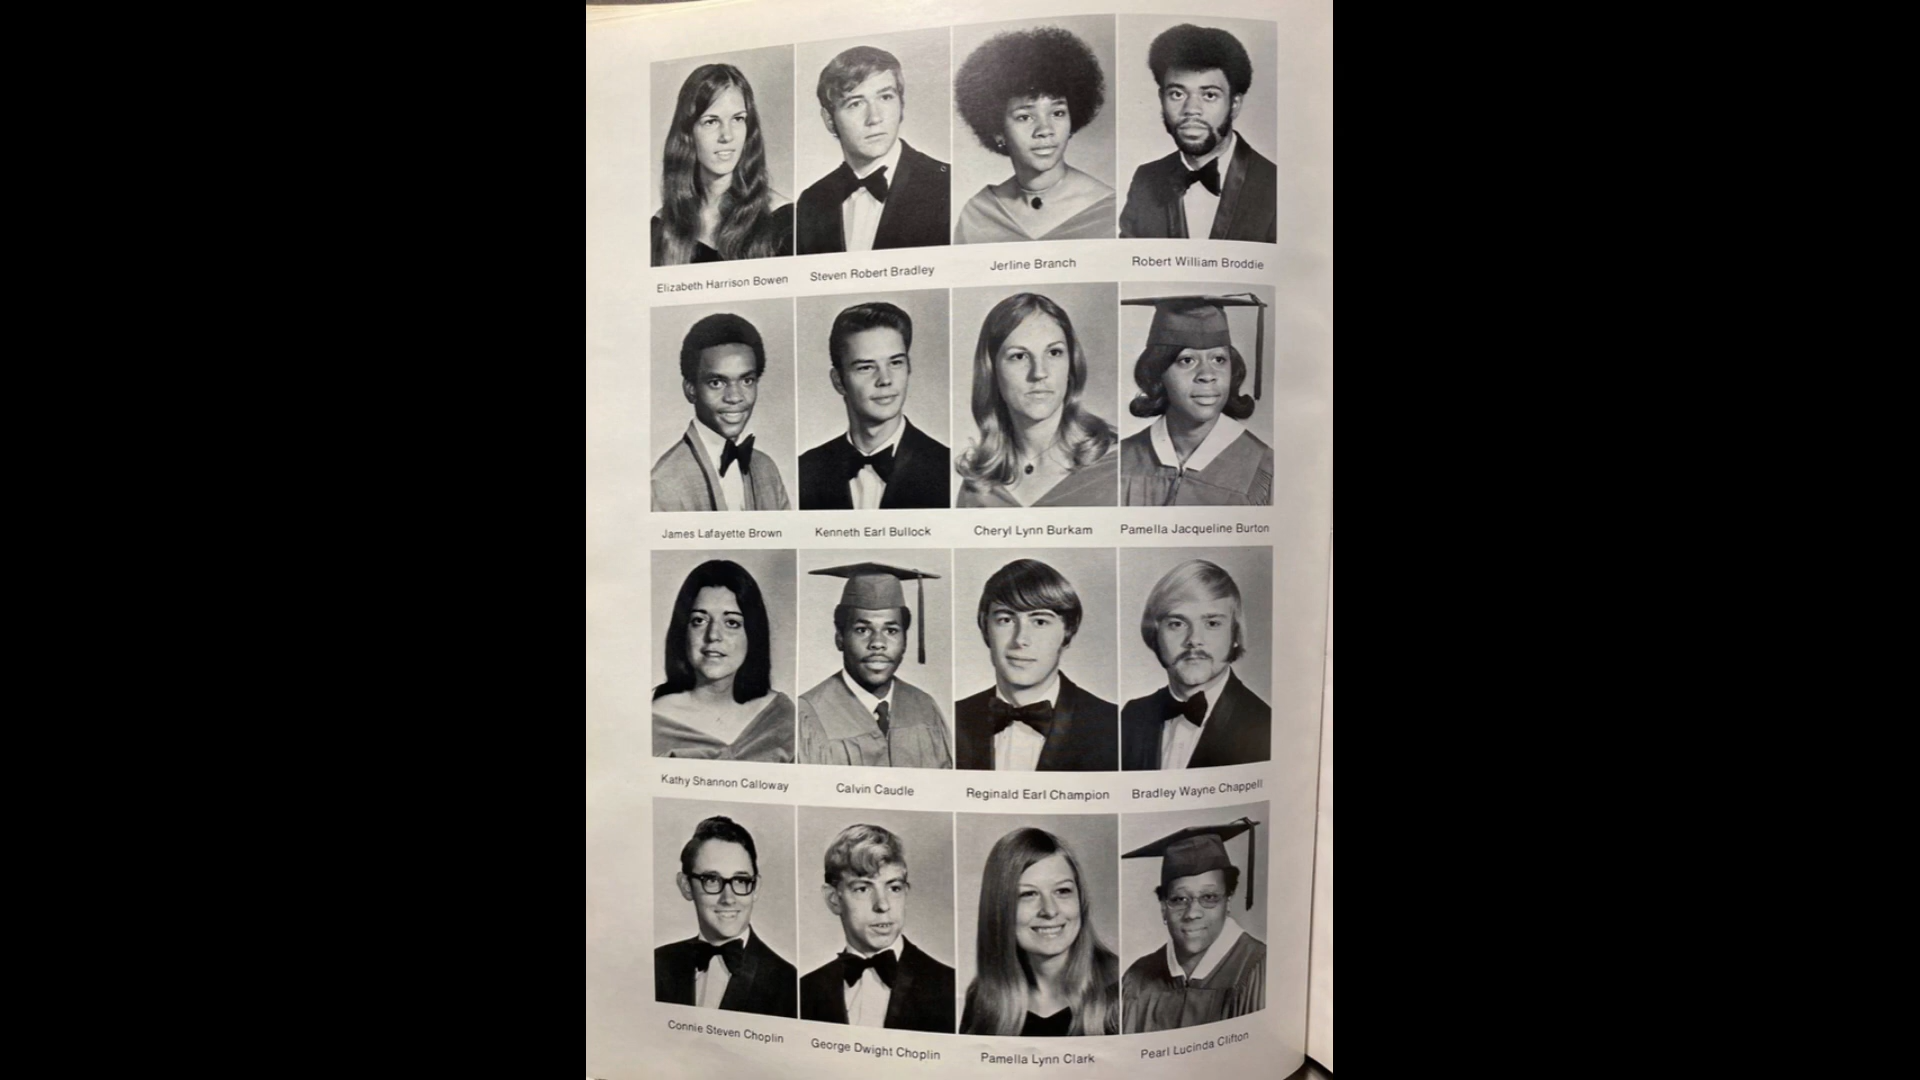 Elizabeth Harrison Bowen
Steven Robert Bradley
Jerline Branch
Robert William Broddie
James Lafayette Brown
Kenneth Earl Bullock
Cheryl Lynn Burkam
Pamella Jacqueline Burton
Kathy Shannon Calloway
Calvin Caudle
Reginald Earl Champion
Bradley Wayne Chappell
Connie Steven Choplin
George Dwight Choplin
Pamella Lynn Clark
Pearl Lucinda Clifton